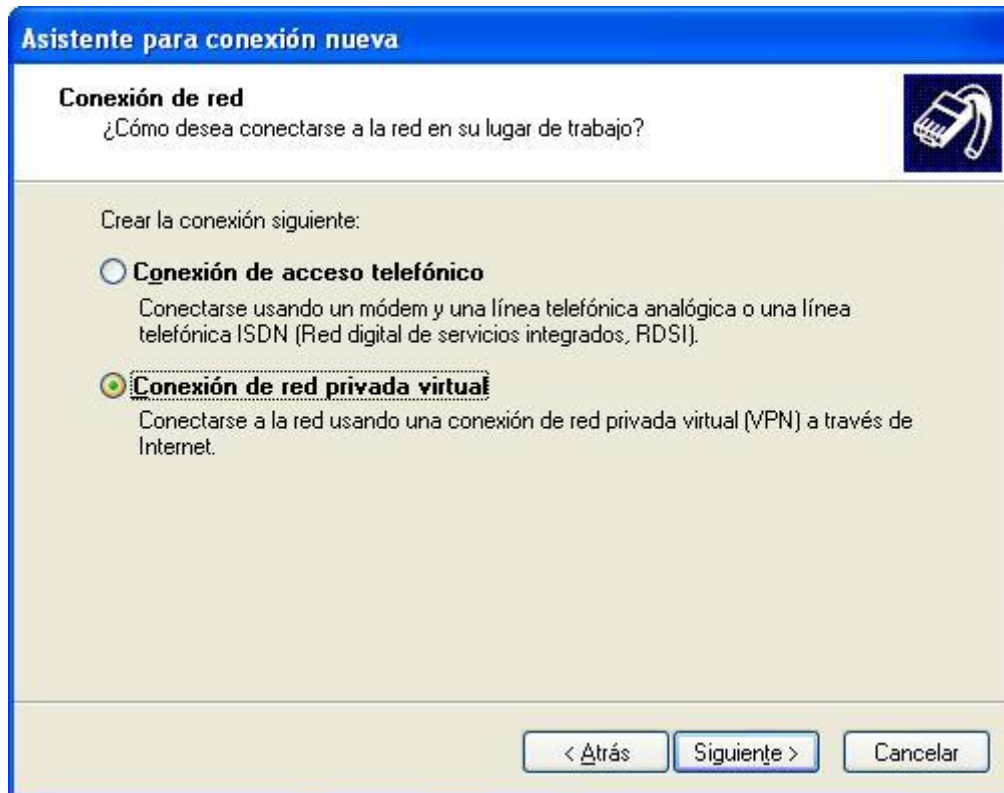 Asistente para conexión nueva
Conexión de red
¿Cómo desea conectarse a la red en su lugar de trabajo?
Crear la conexión siguiente:
Conexión de acceso telefónico
Conectarse usando un módem y una línea telefónica analógica o una línea
telefónica ISDN (Red digital de servicios integrados, RDSI).
Conexión de red privada virtual
Conectarse a la red usando una conexión de red privada virtual (VPN) a través de
Internet.
< Atrás
Siguiente >
Cancelar